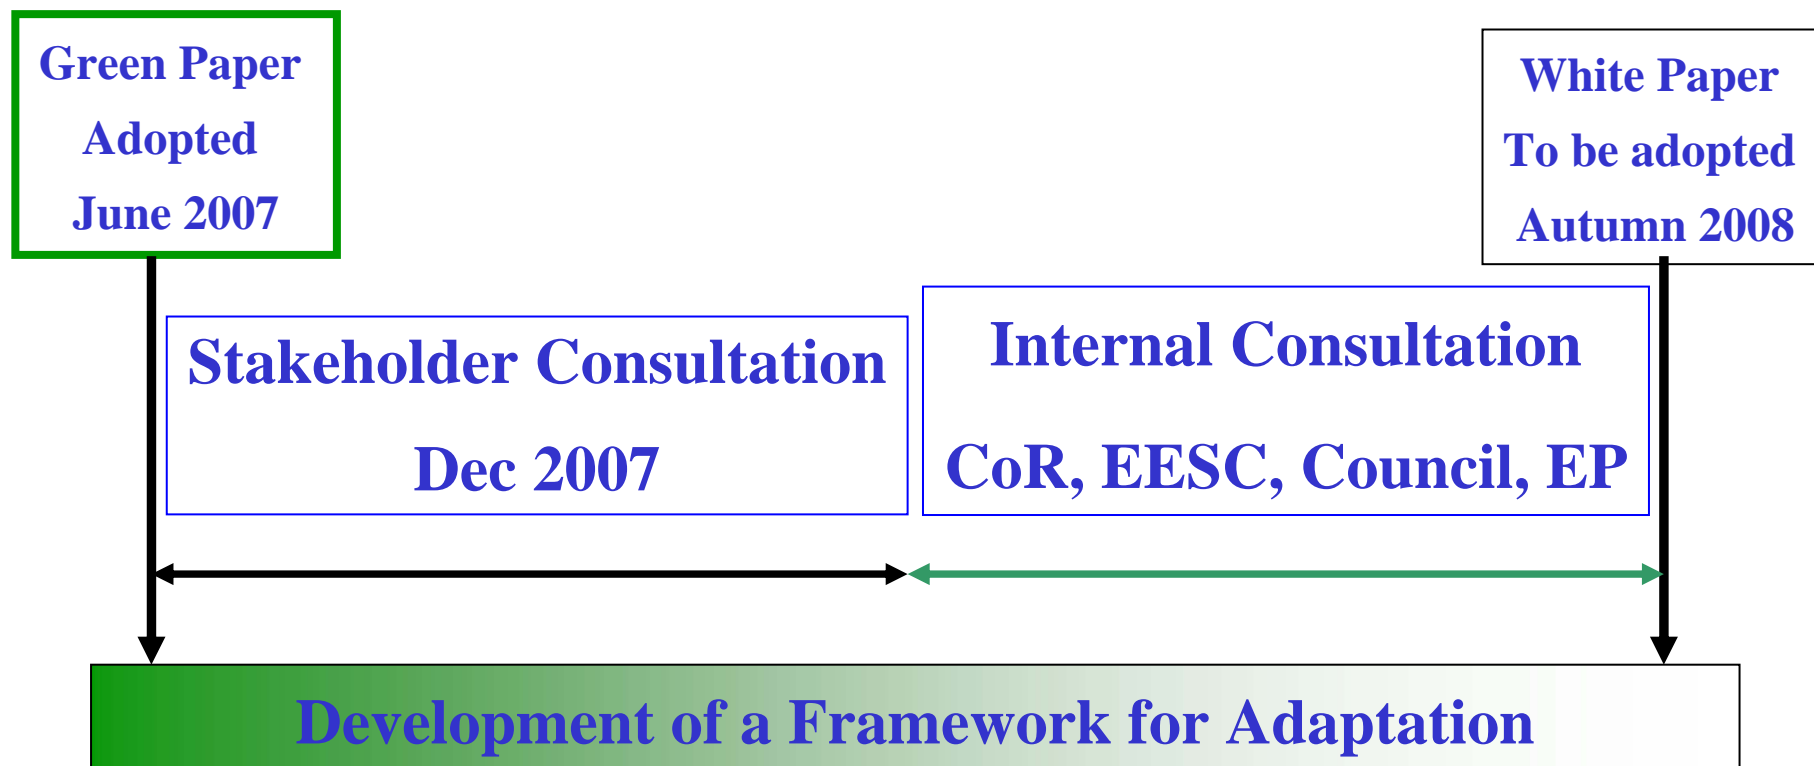 Green Paper
Adopted
June 2007
White Paper
To be adopted
Autumn 2008
Stakeholder Consultation
Dec 2007
Internal Consultation
CoR, EESC, Council, EP
Development of a Framework for Adaptation